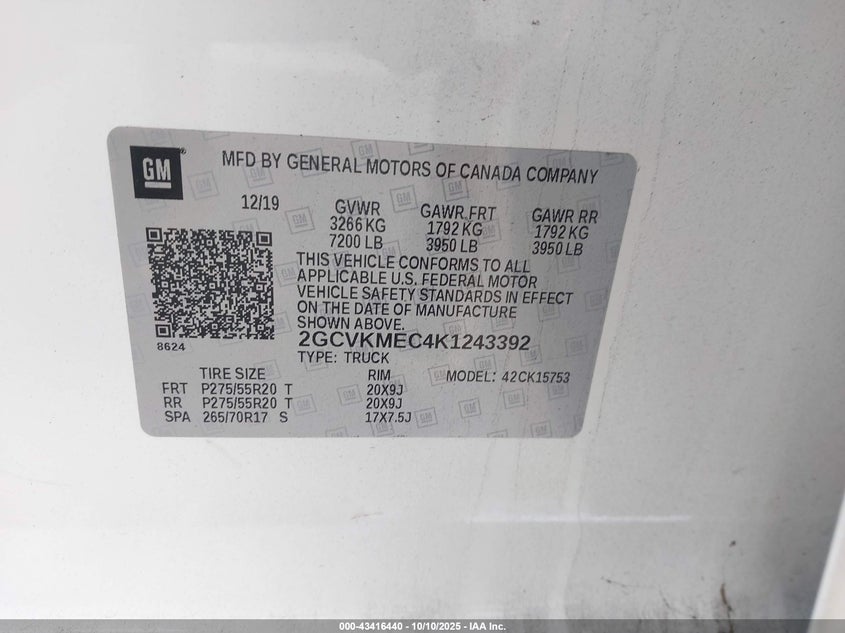 GM
MFD BY GENERAL MOTORS OF CANADA COMPANY
12/19
GVWR GAWR FRT GAWR RR
3266 KG 1792 KG 1792 KG
7200 LB 3950 LB 3950 LB
THIS VEHICLE CONFORMS TO ALL
APPLICABLE U.S. FEDERAL MOTOR
VEHICLE SAFETY STANDARDS IN EFFECT
ON THE DATE OF MANUFACTURE
SHOWN ABOVE.
8624
2GCVKMEC4K1243392
TYPE: TRUCK
TIRE SIZE RIM MODEL: 42CK15753
FRT P275/55R20 T 20X9J
RR P275/55R20 T 20X9J
SPA 265/70R17 S 17X7.5J
000-43416440 - 10/10/2025 - IAA Inc.